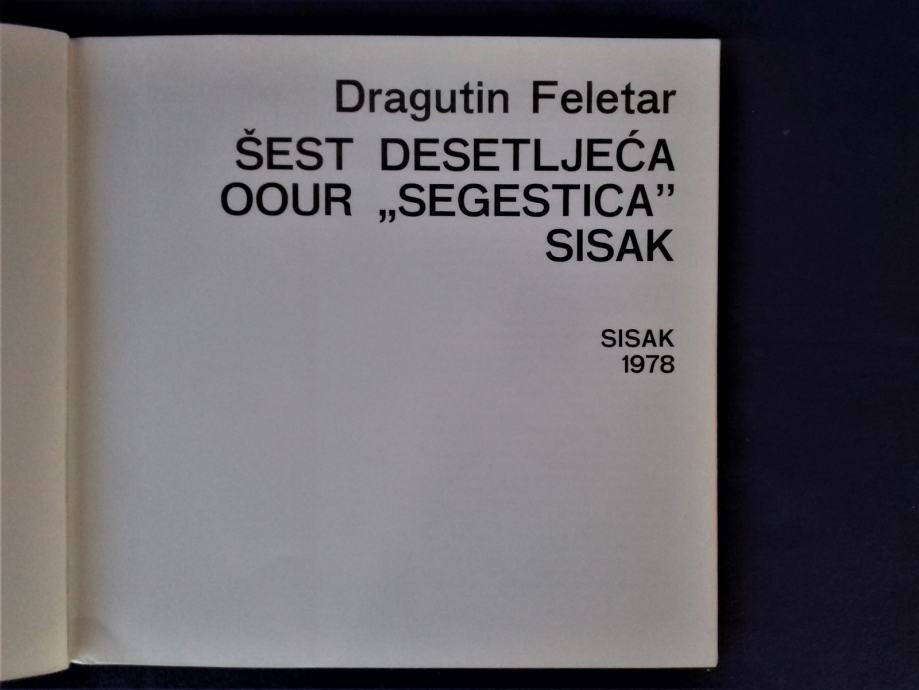 Dragutin Feletar
ŠEST DESETLJEĆA
OOUR „SEGESTICA”
SISAK
SISAK
1978